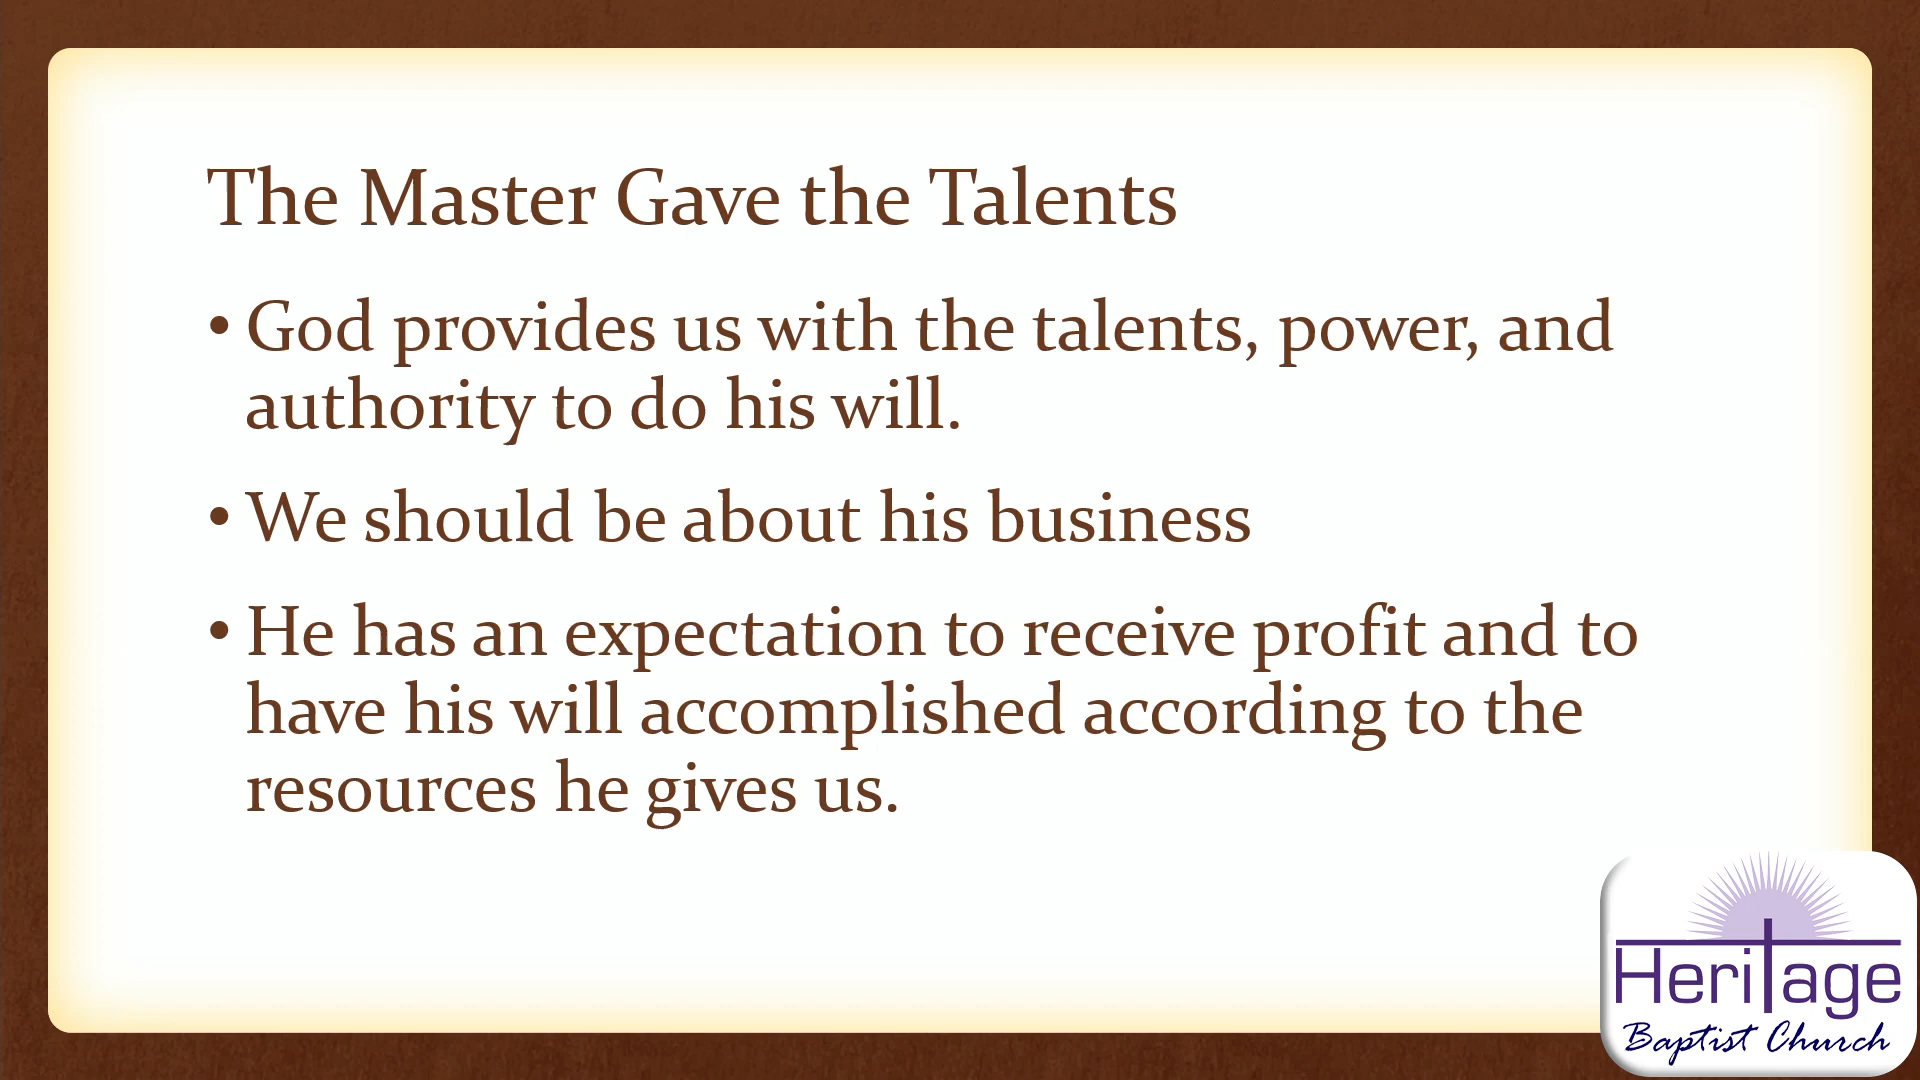 The Master Gave the Talents
• God provides us with the talents, power, and
authority to do his will.
• We should be about his business
• He has an expectation to receive profit and to
have his will accomplished according to the
resources he gives us.
Heritage
Baptist Church